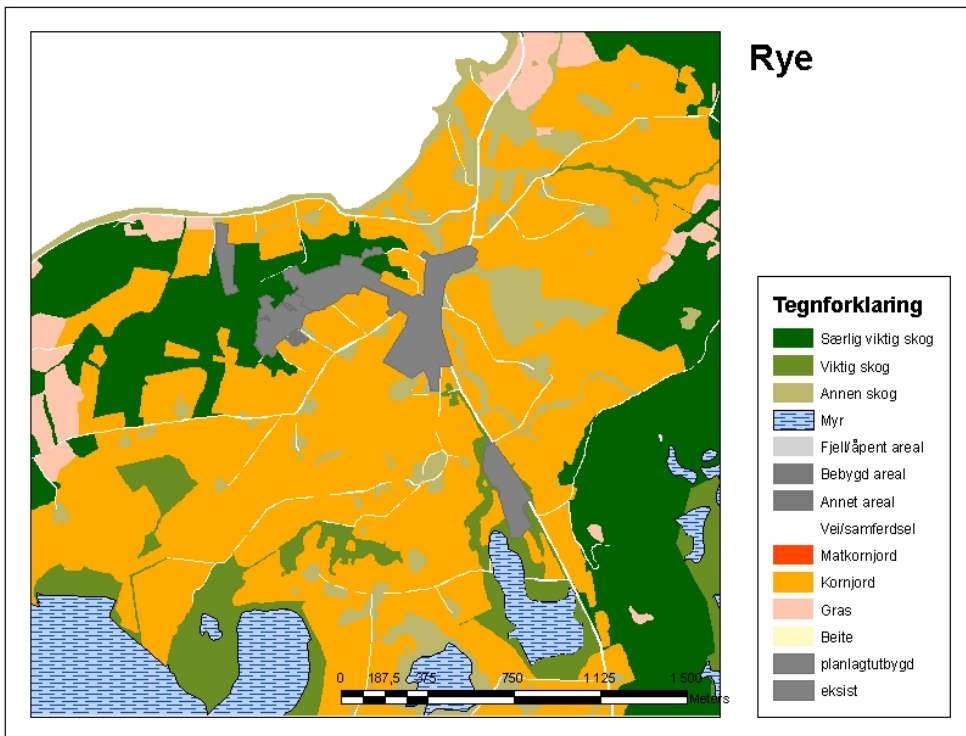 Rye
Tegnforklaring
Særlig viktig skog
Viktig skog
Annen skog
Myr
Fjell/åpent areal
Bebygd areal
Annet areal
Vei/samferdsel
Matkornjord
Kornjord
Gras
Beite
planlagtutbygd
eksist
0 187,5 375 750 1 125 1 500
Meters